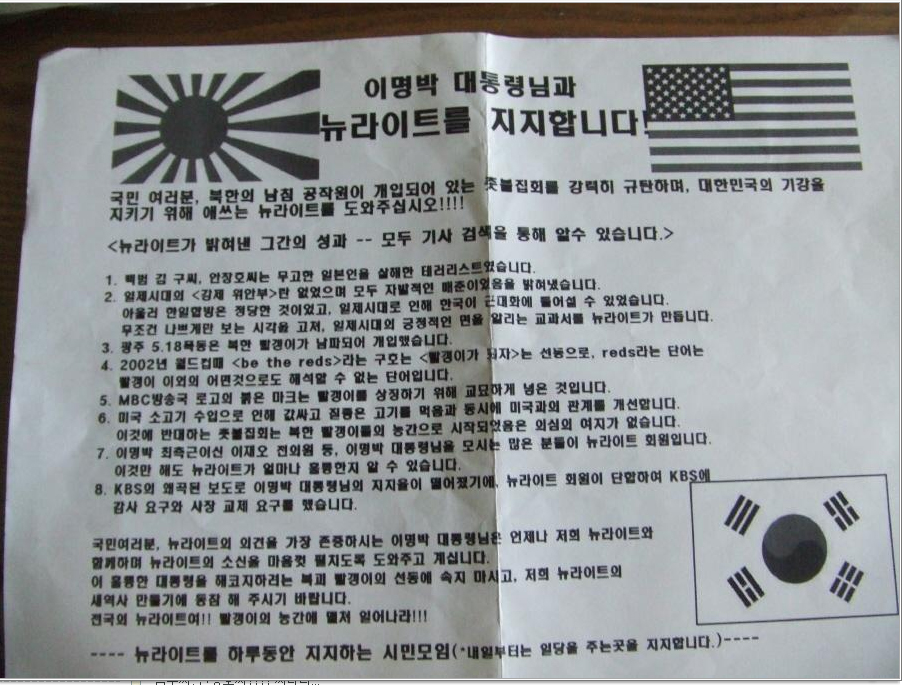 이명박 대통령님과
뉴라이트를 지지합니다!
국민 여러분, 북한의 남침 공작원이 개입되어 있는 촛불집회를 강력히 규탄하며, 대한민국의 기강을
지키기 위해 애쓰는 뉴라이트를 도와주십시오!!!!
<뉴라이트가 밝혀낸 그간의 성과 -- 모두 기사 검색을 통해 알수 있습니다.>
1. 백범 김 구씨, 안창호씨는 무고한 일본인을 살해한 테러리스트였습니다.
2. 일제시대의 <강제 위안부>란 없었으며 모두 자발적인 매춘이었음을 밝혀냈습니다.
아울러 한일합방은 정당한 것이었고, 일제시대로 인해 한국이 근대화에 들어설 수 있었습니다.
무조건 나쁘게만 보는 시각을 고저, 일제시대의 긍정적인 면을 알리는 교과서를 뉴라이트가 만듭니다.
3. 광주 5.18폭동은 북한 빨갱이가 남파되어 개입했습니다.
4. 2002년 월드컵때 <be the reds>라는 구호는 <빨갱이가 되자>는 선동으로, reds라는 단어는
빨갱이 이외의 어떤것으로도 해석할 수 없는 단어입니다.
5. MBC방송국 로고의 붉은 마크는 빨갱이를 상징하기 위해 교묘하게 넣은 것입니다.
6. 미국 소고기 수입으로 인해 값싸고 질좋은 고기를 먹음과 동시에 미국과의 관계를 개선합니다.
이것에 반대하는 촛불집회는 북한 빨갱이들의 농간으로 시작되었음은 의심의 여지가 없습니다.
7. 이명박 최측근이신 이재오 전의원 등, 이명박 대통령님을 모시는 많은 분들이 뉴라이트 회원입니다.
이것만 해도 뉴라이트가 얼마나 훌륭한지 알 수 있습니다.
8. KBS의 왜곡된 보도로 이명박 대통령님의 지지율이 떨어졌기에, 뉴라이트 회원이 단합하여 KBS에
감사 요구와 사장 교체 요구를 했습니다.
국민여러분, 뉴라이트의 의견을 가장 존중하시는 이명박 대통령님은 언제나 저희 뉴라이트와
함께하며 뉴라이트의 소신을 마음껏 펼치도록 도와주고 계십니다.
이 훌륭한 대통령을 해코지하려는 북괴 빨갱이의 선동에 속지 마시고, 저희 뉴라이트의
새역사 만들기에 동참 해 주시기 바랍니다.
전국의 뉴라이트여!! 빨갱이의 농간에 떨쳐 일어나라!!!
---- 뉴라이트를 하루동안 지지하는 시민모임(*내일부터는 일당을 주는곳을 지지합니다.)----